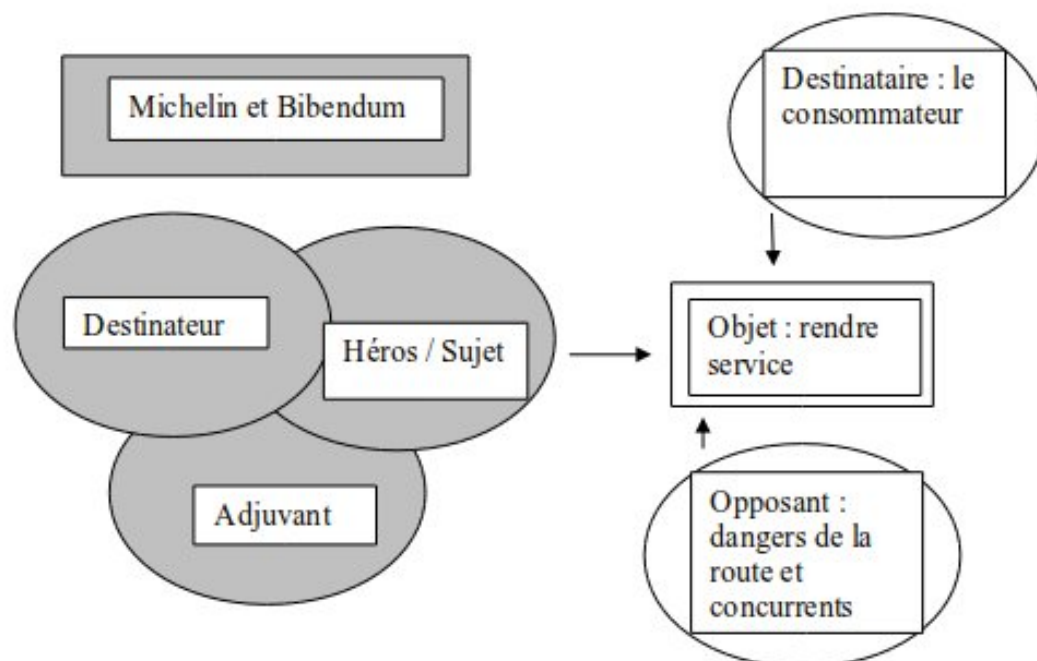 Michelin et Bibendum
Destinataire : le
consommateur
Destinateur
Héros / Sujet
Objet : rendre
service
Adjuvant
Opposant :
dangers de la
route et
concurrents